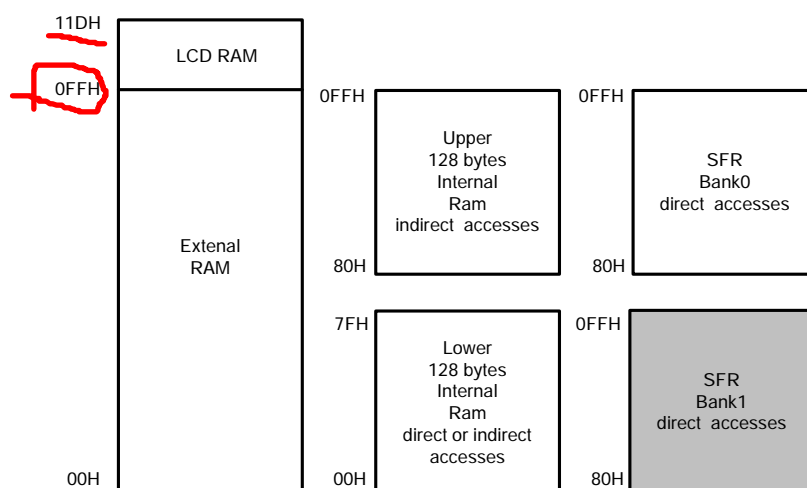 11DH
LCD RAM
0FFH
Extenal
RAM
00H
0FFH
Upper
128 bytes
Internal
Ram
indirect accesses
80H
0FFH
SFR
Bank0
direct accesses
80H
7FH
Lower
128 bytes
Internal
Ram
direct or indirect
accesses
00H
0FFH
SFR
Bank1
direct accesses
80H